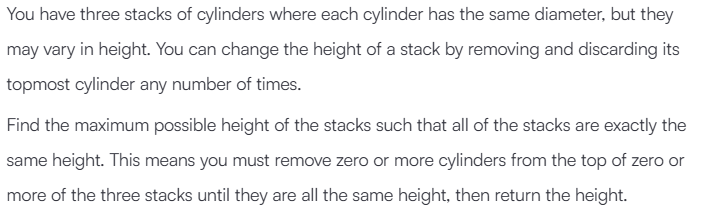 You have three stacks of cylinders where each cylinder has the same diameter, but they
may vary in height. You can change the height of a stack by removing and discarding its
topmost cylinder any number of times.
Find the maximum possible height of the stacks such that all of the stacks are exactly the
same height. This means you must remove zero or more cylinders from the top of zero or
more of the three stacks until they are all the same height, then return the height.